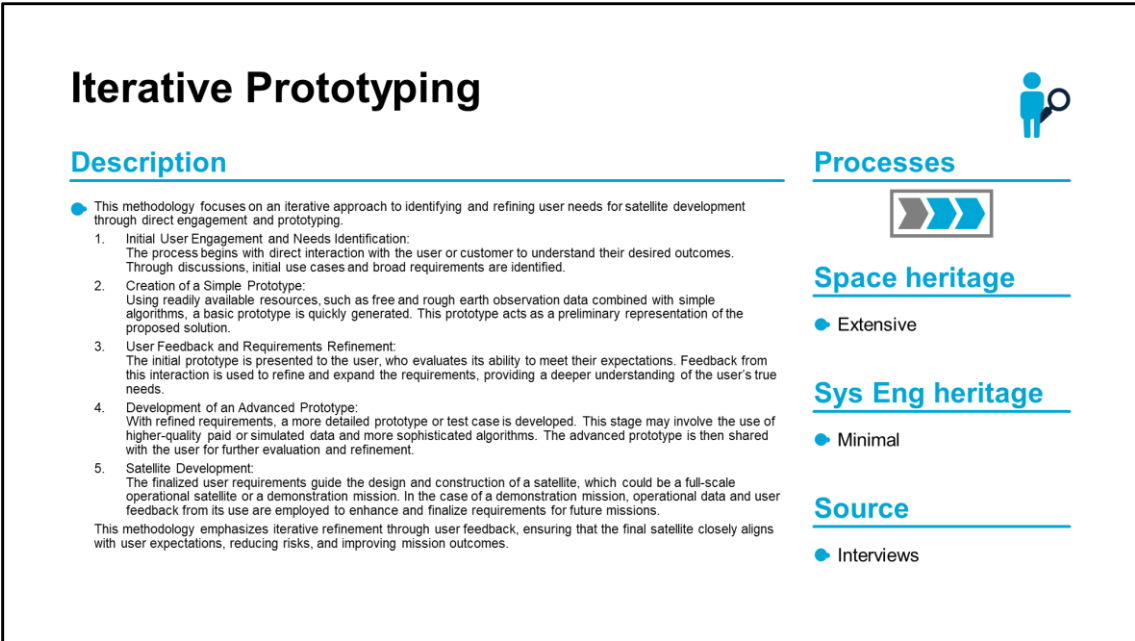 Iterative Prototyping
Description
This methodology focuses on an iterative approach to identifying and refining user needs for satellite development
through direct engagement and prototyping.
1. Initial User Engagement and Needs Identification:
The process begins with direct interaction with the user or customer to understand their desired outcomes.
Through discussions, initial use cases and broad requirements are identified.
2. Creation of a Simple Prototype:
Using readily available resources, such as free and rough earth observation data combined with simple
algorithms, a basic prototype is quickly generated. This prototype acts as a preliminary representation of the
proposed solution.
3. User Feedback and Requirements Refinement:
The initial prototype is presented to the user, who evaluates its ability to meet their expectations. Feedback from
this interaction is used to refine and expand the requirements, providing a deeper understanding of the user's true
needs.
4. Development of an Advanced Prototype:
With refined requirements, a more detailed prototype or test case is developed. This stage may involve the use of
higher-quality paid or simulated data and more sophisticated algorithms. The advanced prototype is then shared
with the user for further evaluation and refinement.
5. Satellite Development:
The finalized user requirements guide the design and construction of a satellite, which could be a full-scale
operational satellite or a demonstration mission. In the case of a demonstration mission, operational data and user
feedback from its use are employed to enhance and finalize requirements for future missions.
This methodology emphasizes iterative refinement through user feedback, ensuring that the final satellite closely aligns
with user expectations, reducing risks, and improving mission outcomes.
Processes
Space heritage
Extensive
Sys Eng heritage
Minimal
Source
Interviews